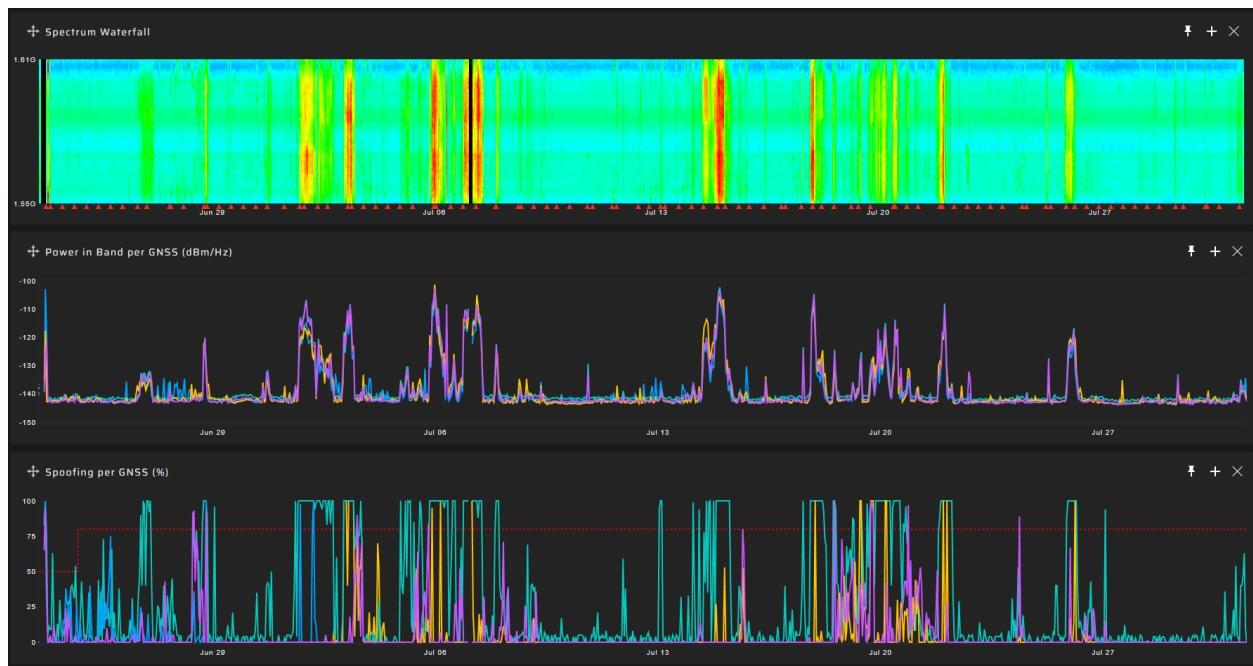 Spectrum Waterfall
1.61G
1.55G
Jun 29 Jul 06 Jul 13 Jul 20 Jul 27
Power in Band per GNSS (dBm/Hz)
-100
-110
-120
-130
-140
-150
Jun 29 Jul 06 Jul 13 Jul 20 Jul 27
Spoofing per GNSS (%)
100
75
50
25
0
Jun 29 Jul 06 Jul 13 Jul 20 Jul 27